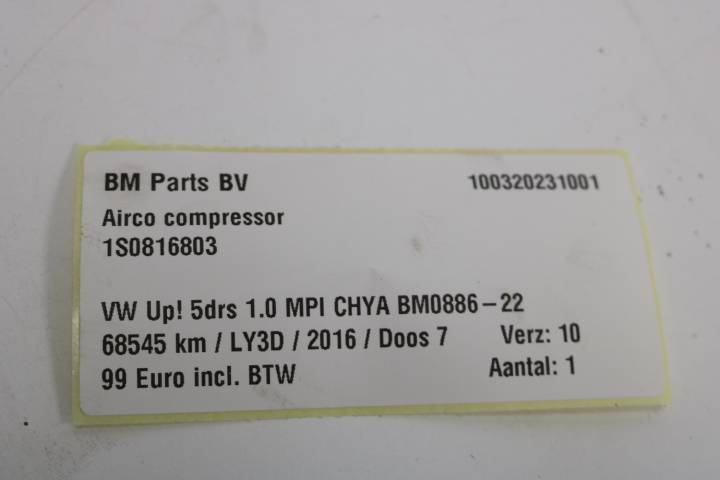 BM Parts BV 100320231001
Airco compressor
1S0816803
VW Up! 5drs 1.0 MPI CHYA BM0886-22
68545 km / LY3D / 2016 / Doos 7 Verz: 10
99 Euro incl. BTW Aantal: 1